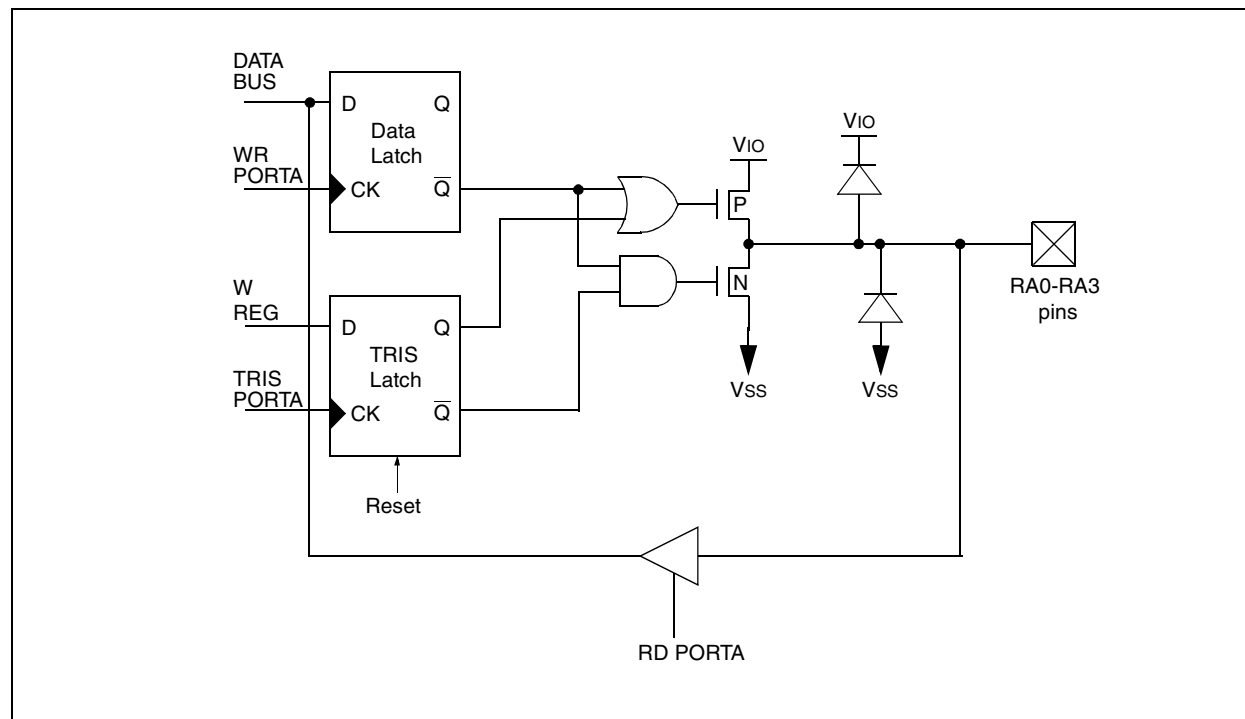 DATA
BUS
D
Q
Data
Latch
WR
PORTA
CK
Q̅
VIO
P
N
VSS
VIO
VSS
RA0-RA3
pins
W
REG
D
Q
TRIS
Latch
TRIS
PORTA
CK
Q̅
Reset
RD PORTA